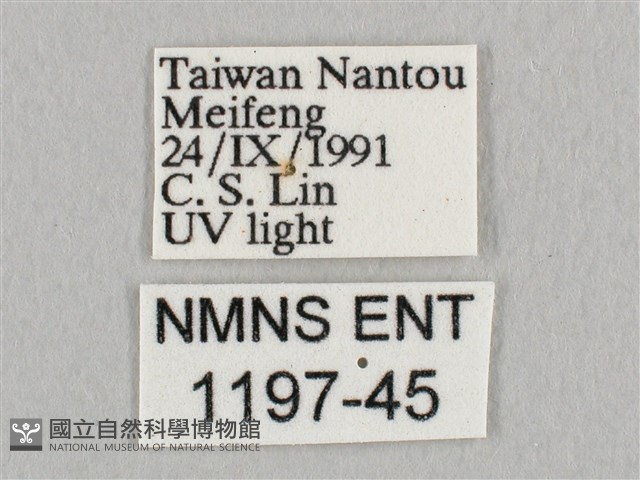 Taiwan Nantou
Meifeng
24/IX/1991
C. S. Lin
UV light
NMNS ENT
1197-45
國立自然科學博物館
NATIONAL MUSEUM OF NATURAL SCIENCE